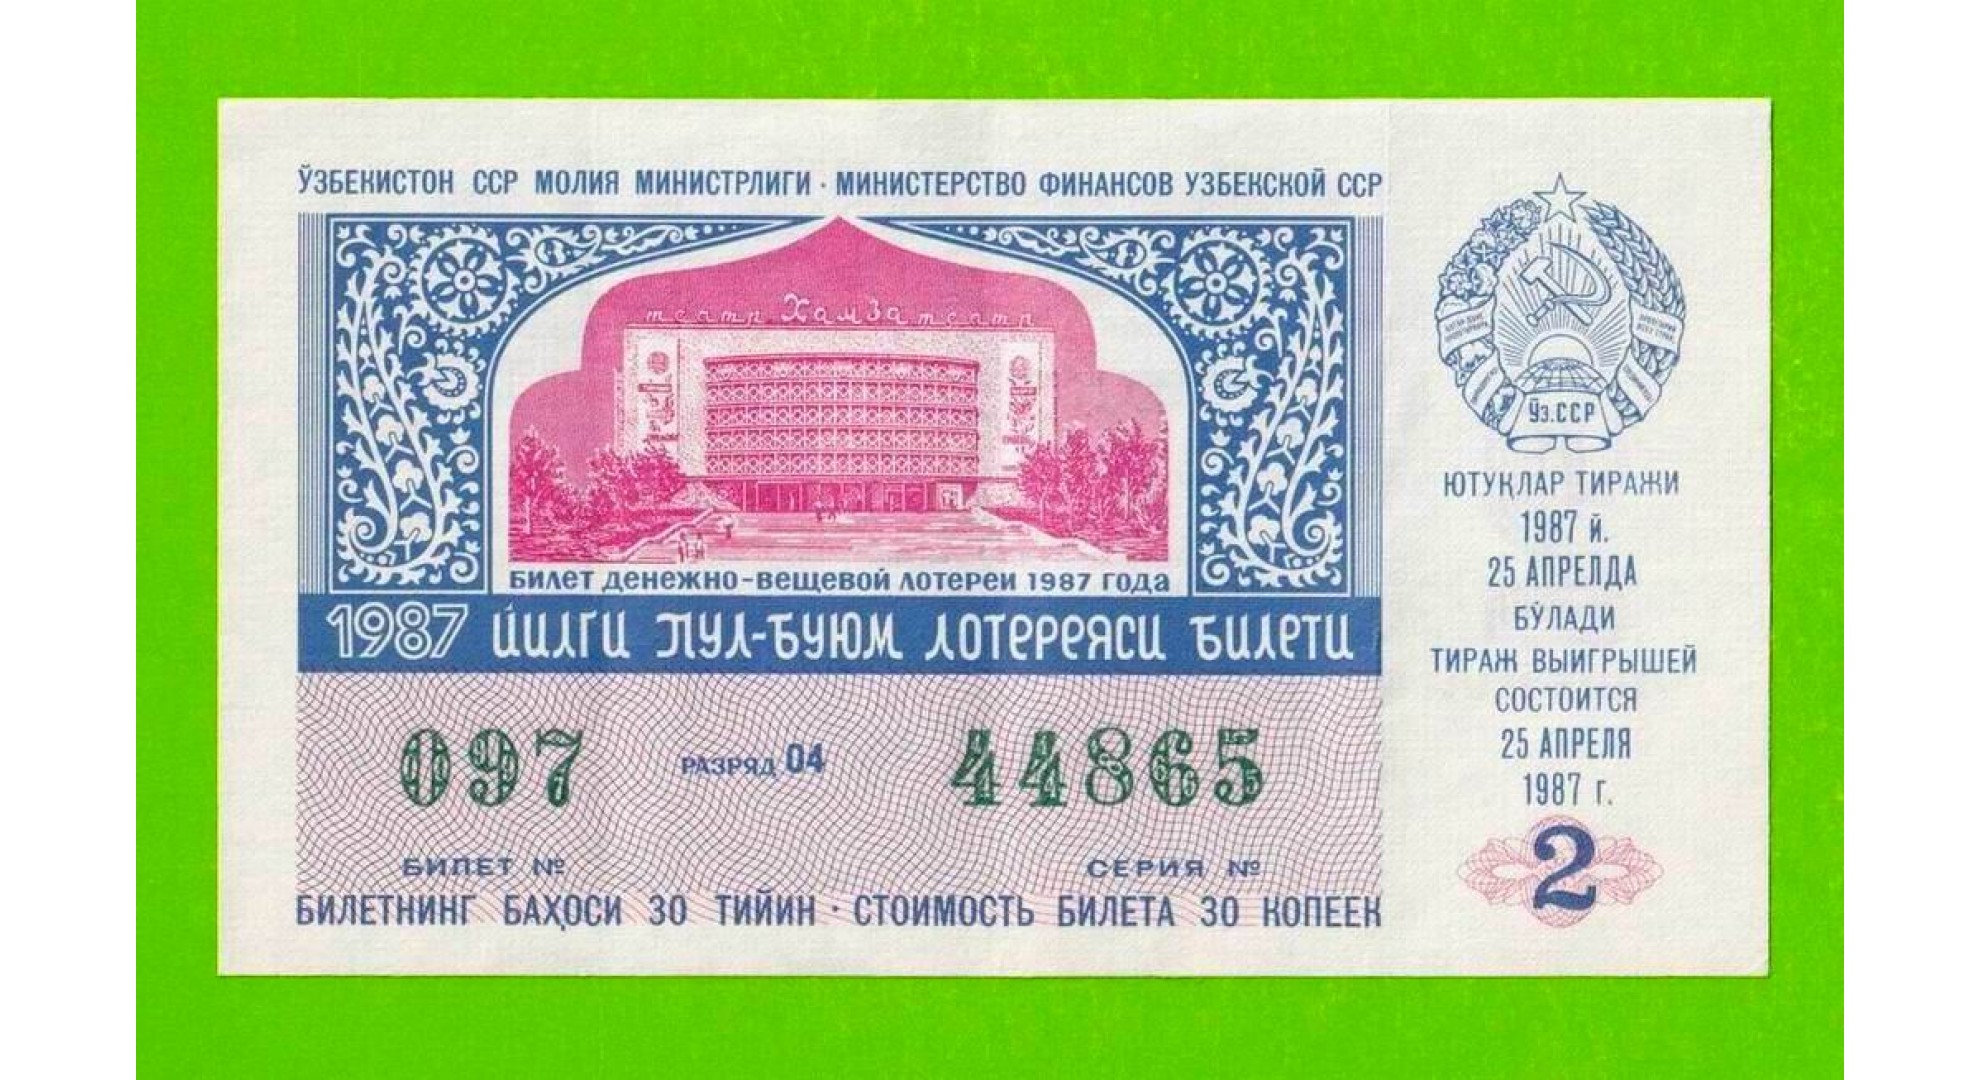 ЎЗБЕКИСТОН ССР МОЛИЯ МИНИСТРЛИГИ · МИНИСТЕРСТВО ФИНАНСОВ УЗБЕКСКОЙ ССР
театр Хамза театр
БИЛЕТ ДЕНЕЖНО-ВЕЩЕВОЙ ЛОТЕРЕИ 1987 ГОДА
1987 ЙИЛГИ ПУЛ-БУЮМ ЛОТЕРЕЯСИ БИЛЕТИ
097 РАЗРЯД 04 44865
БИЛЕТ № СЕРИЯ №
БИЛЕТНИНГ БАҲОСИ 30 ТИЙИН · СТОИМОСТЬ БИЛЕТА 30 КОПЕЕК
Ўз.ССР
ЮТУҚЛАР ТИРАЖИ
1987 й.
25 АПРЕЛДА
БЎЛАДИ
ТИРАЖ ВЫИГРЫШЕЙ
СОСТОИТСЯ
25 АПРЕЛЯ
1987 г.
2